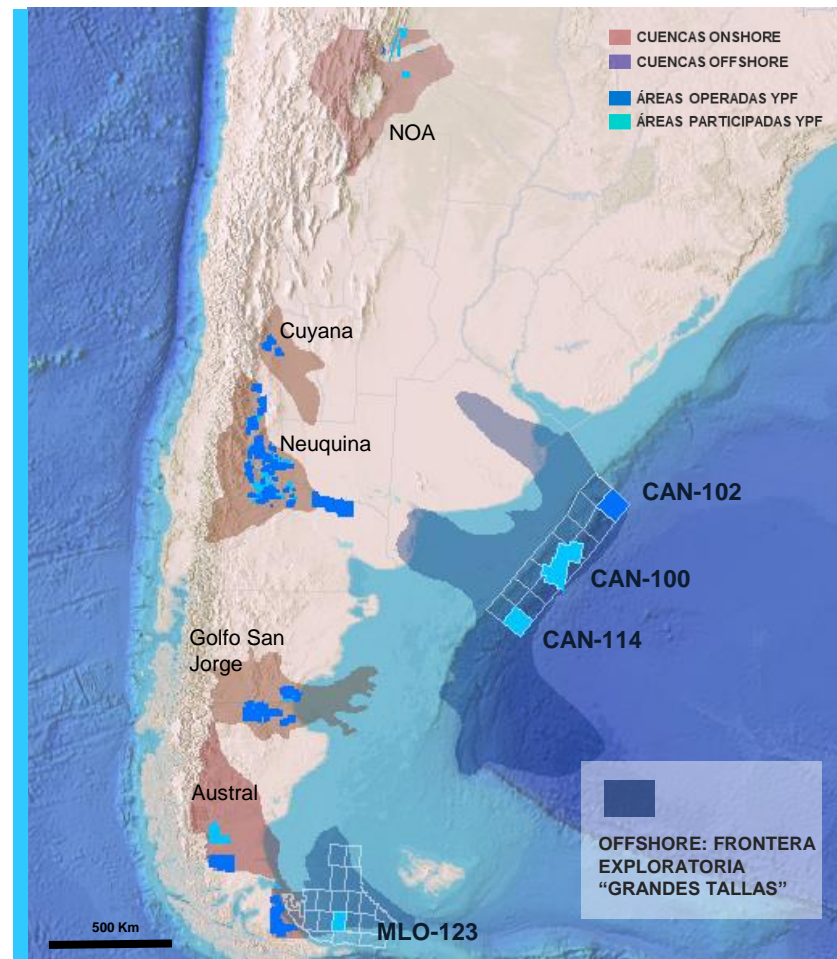 CUENCAS ONSHORE
CUENCAS OFFSHORE
ÁREAS OPERADAS YPF
ÁREAS PARTICIPADAS YPF
NOA
Cuyana
Neuquina
CAN-102
CAN-100
CAN-114
Golfo San
Jorge
Austral
OFFSHORE: FRONTERA
EXPLORATORIA
“GRANDES TALLAS”
MLO-123
500 Km